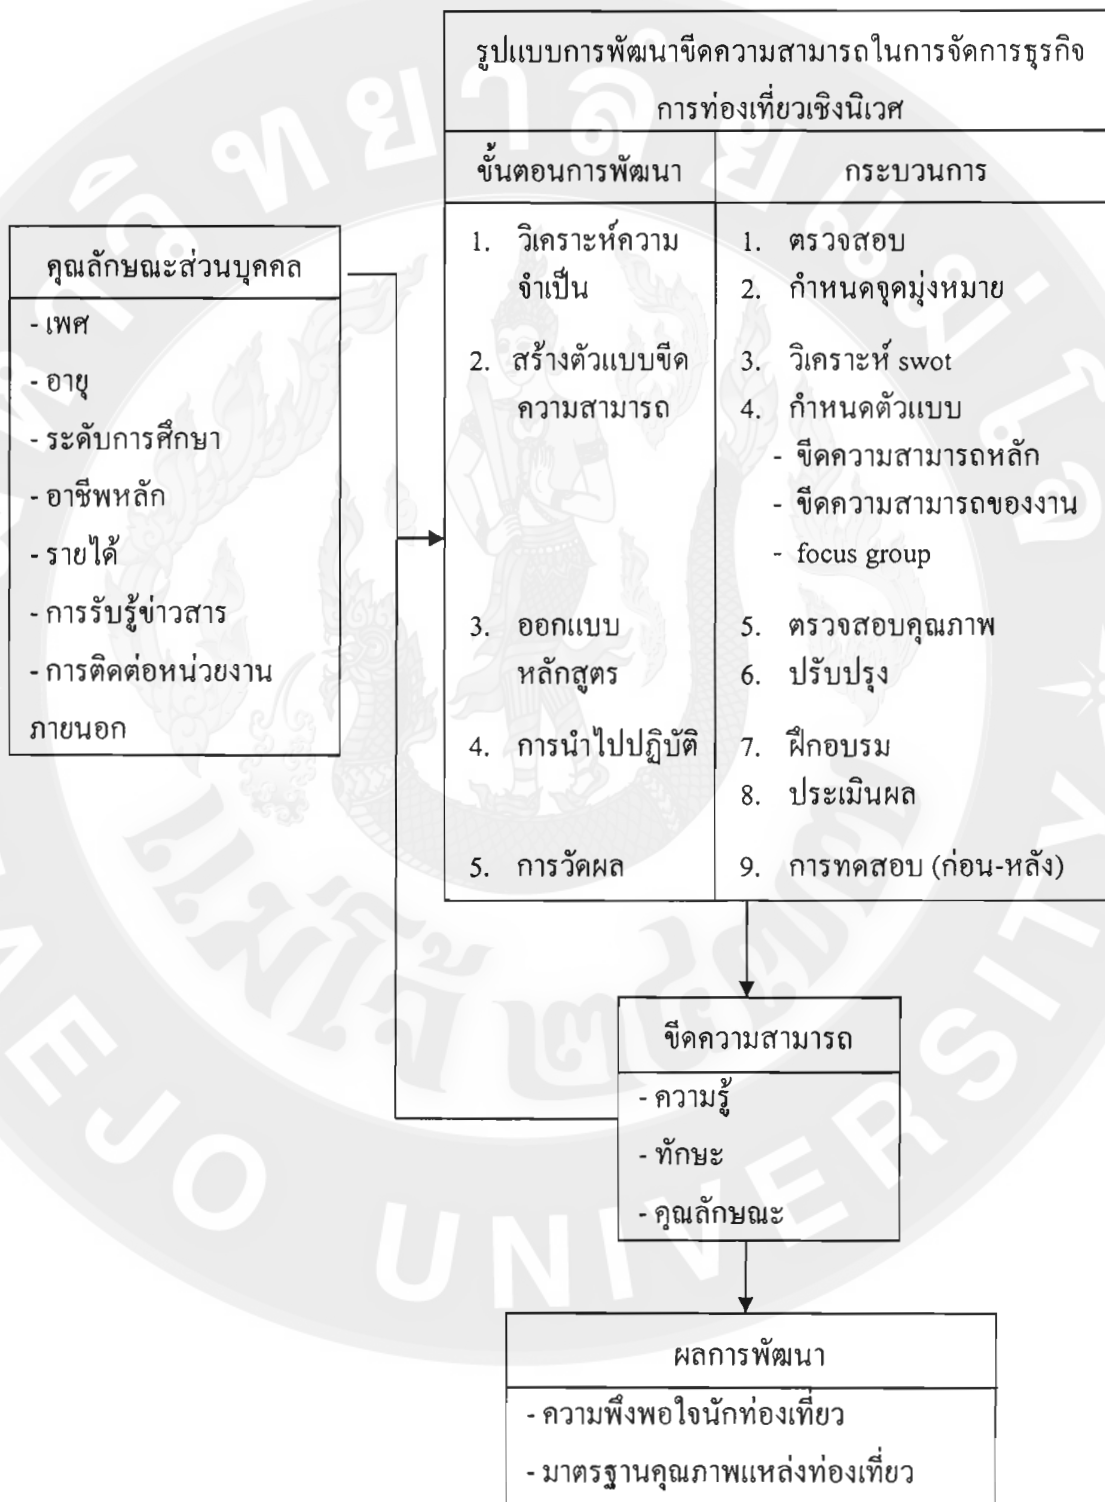 รูปแบบการพัฒนาขีดความสามารถในการจัดการธุรกิจ
การท่องเที่ยวเชิงนิเวศ
ขั้นตอนการพัฒนา
กระบวนการ
1. วิเคราะห์ความ
จำเป็น
2. สร้างตัวแบบขีด
ความสามารถ
3. ออกแบบ
หลักสูตร
4. การนำไปปฏิบัติ
5. การวัดผล
1. ตรวจสอบ
2. กำหนดจุดมุ่งหมาย
3. วิเคราะห์ swot
4. กำหนดตัวแบบ
- ขีดความสามารถหลัก
- ขีดความสามารถของงาน
- focus group
5. ตรวจสอบคุณภาพ
6. ปรับปรุง
7. ฝึกอบรม
8. ประเมินผล
9. การทดสอบ (ก่อน-หลัง)
คุณลักษณะส่วนบุคคล
- เพศ
- อายุ
- ระดับการศึกษา
- อาชีพหลัก
- รายได้
- การรับรู้ข่าวสาร
- การติดต่อหน่วยงาน
ภายนอก
ขีดความสามารถ
- ความรู้
- ทักษะ
- คุณลักษณะ
ผลการพัฒนา
- ความพึงพอใจนักท่องเที่ยว
- มาตรฐานคุณภาพแหล่งท่องเที่ยว
แม่โจ้ ๒๔๗๗
UNIVERSITY